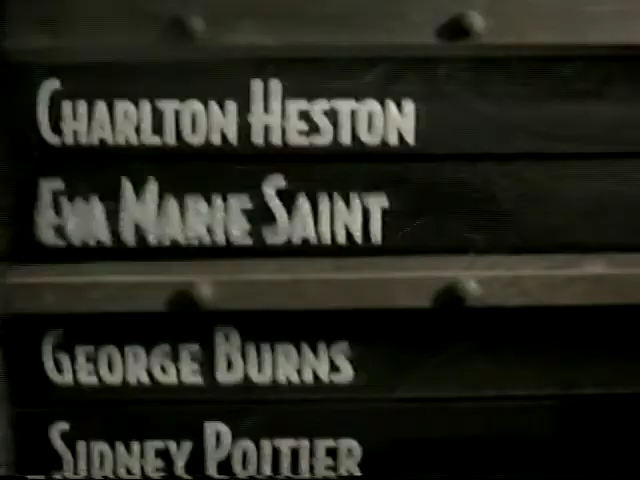 CHARLTON HESTON
EVA MARIE SAINT
GEORGE BURNS
SIDNEY POITIER